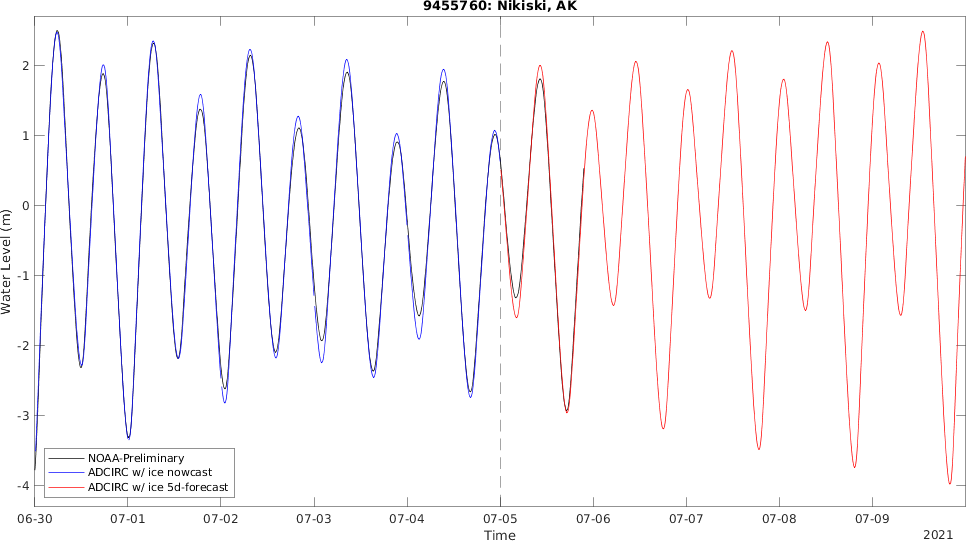 9455760: Nikiski, AK
Water Level (m)
2
1
0
-1
-2
-3
-4
NOAA-Preliminary
ADCIRC w/ ice nowcast
ADCIRC w/ ice 5d-forecast
06-30 07-01 07-02 07-03 07-04 07-05 07-06 07-07 07-08 07-09
Time
2021